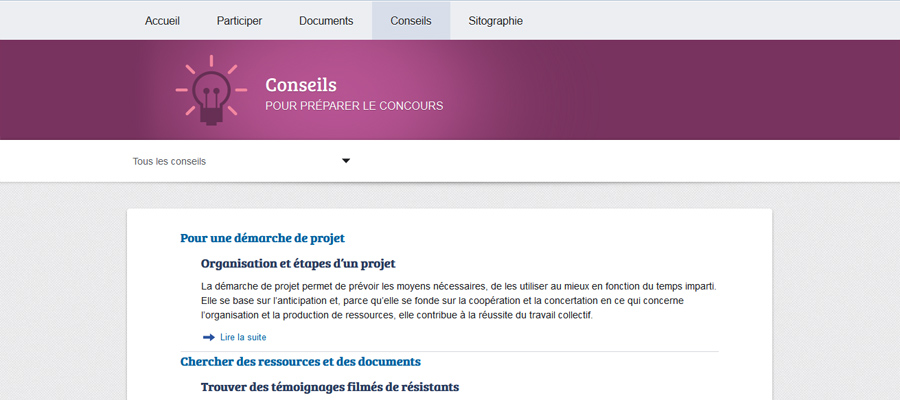 Accueil Participer Documents Conseils Sitographie
Conseils
POUR PRÉPARER LE CONCOURS
Tous les conseils
Pour une démarche de projet
Organisation et étapes d'un projet
La démarche de projet permet de prévoir les moyens nécessaires, de les utiliser au mieux en fonction du temps imparti.
Elle se base sur l'anticipation et, parce qu'elle se fonde sur la coopération et la concertation en ce qui concerne
l'organisation et la production de ressources, elle contribue à la réussite du travail collectif.
Lire la suite
Chercher des ressources et des documents
Trouver des témoignages filmés de résistants